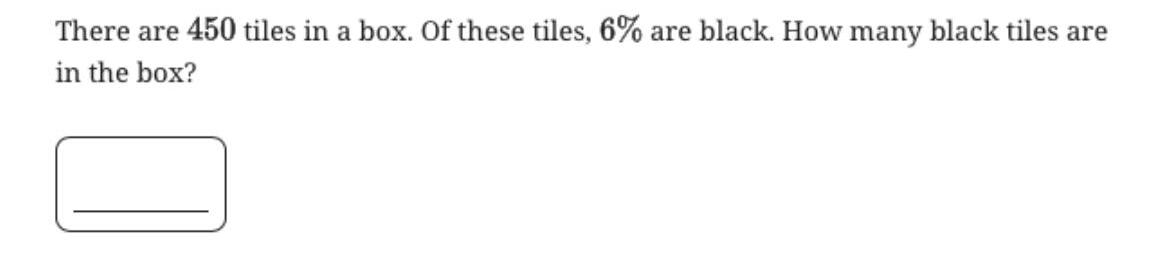 There are 450 tiles in a box. Of these tiles, 6% are black. How many black tiles are
in the box?